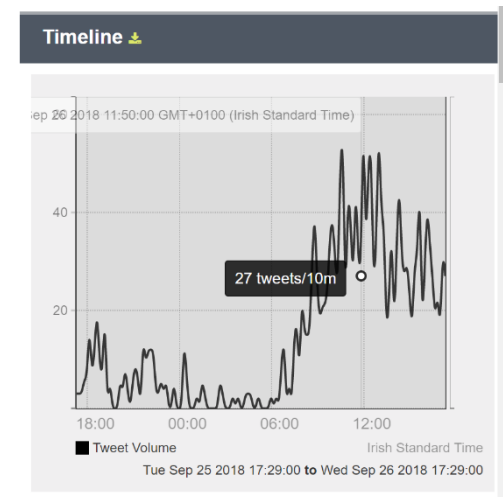 Timeline
Sep 26 2018 11:50:00 GMT+0100 (Irish Standard Time)
40
27 tweets/10m
20
18:00 00:00 06:00 12:00
Tweet Volume Irish Standard Time
Tue Sep 25 2018 17:29:00 to Wed Sep 26 2018 17:29:00